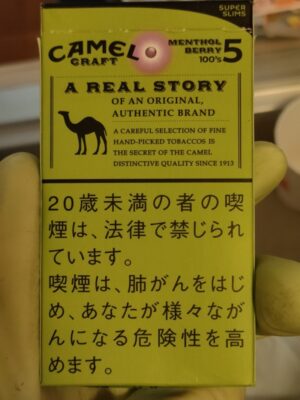 SUPER
SLIMS
CAMEL
CRAFT
MENTHOL
BERRY
100's 5
A REAL STORY
OF AN ORIGINAL,
AUTHENTIC BRAND
A CAREFUL SELECTION OF FINE
HAND-PICKED TOBACCOS IS
THE SECRET OF THE CAMEL
DISTINCTIVE QUALITY SINCE 1913
20歳未満の者の喫
煙は、法律で禁じられ
ています。
喫煙は、肺がんをはじ
め、あなたが様々なが
んになる危険性を高
めます。